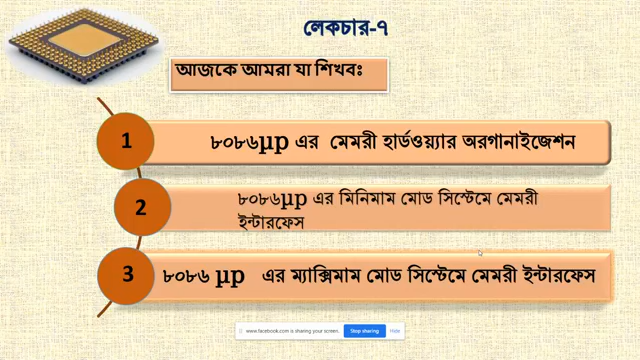 লেকচার-৭
আজকে আমরা যা শিখবঃ
1
৮০৮৬µp এর মেমরী হার্ডওয়্যার অরগানাইজেশন
2
৮০৮৬µp এর মিনিমাম মোড সিস্টেমে মেমরী
ইন্টারফেস
3
৮০৮৬ µp এর ম্যাক্সিমাম মোড সিস্টেমে মেমরী ইন্টারফেস
www.facebook.com is sharing your screen. Stop sharing Hide